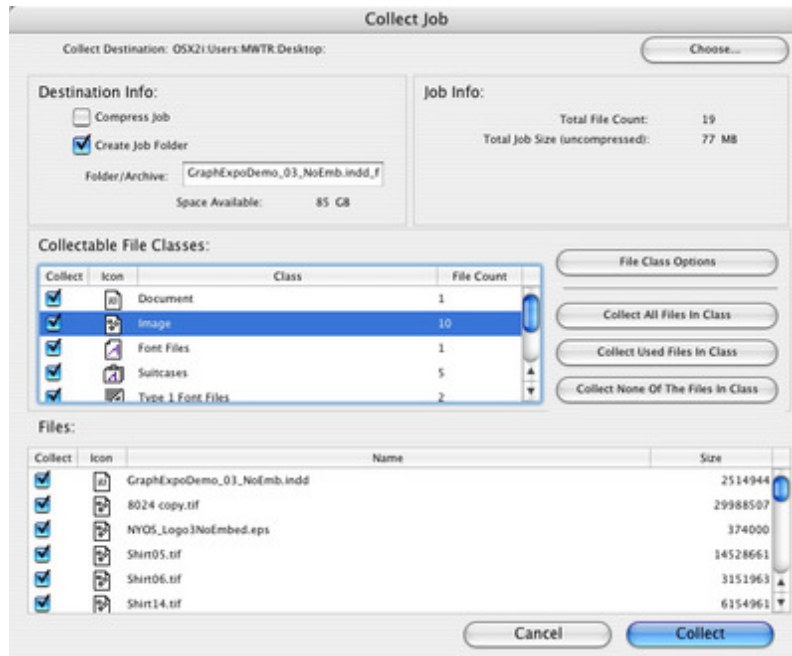 Collect Job
Collect Destination: OSX2i:Users:MWTR:Desktop:
Choose...
Destination Info:
Compress Job
Create Job Folder
Folder/Archive: GraphExpoDemo_03_NoEmb.indd_f
Space Available: 85 GB
Job Info:
Total File Count: 19
Total Job Size (uncompressed): 77 MB
Collectable File Classes:
Collect Icon Class File Count
Document 1
Image 10
Font Files 1
Suitcases 5
Type 1 Font Files 2
File Class Options
Collect All Files In Class
Collect Used Files In Class
Collect None Of The Files In Class
Files:
Collect Icon Name Size
GraphExpoDemo_03_NoEmb.indd 2514944
8024 copy.tif 29988507
NYOS_Logo3NoEmbed.eps 374000
Shirt05.tif 14528661
Shirt06.tif 3151963
Shirt14.tif 6154961
Cancel
Collect